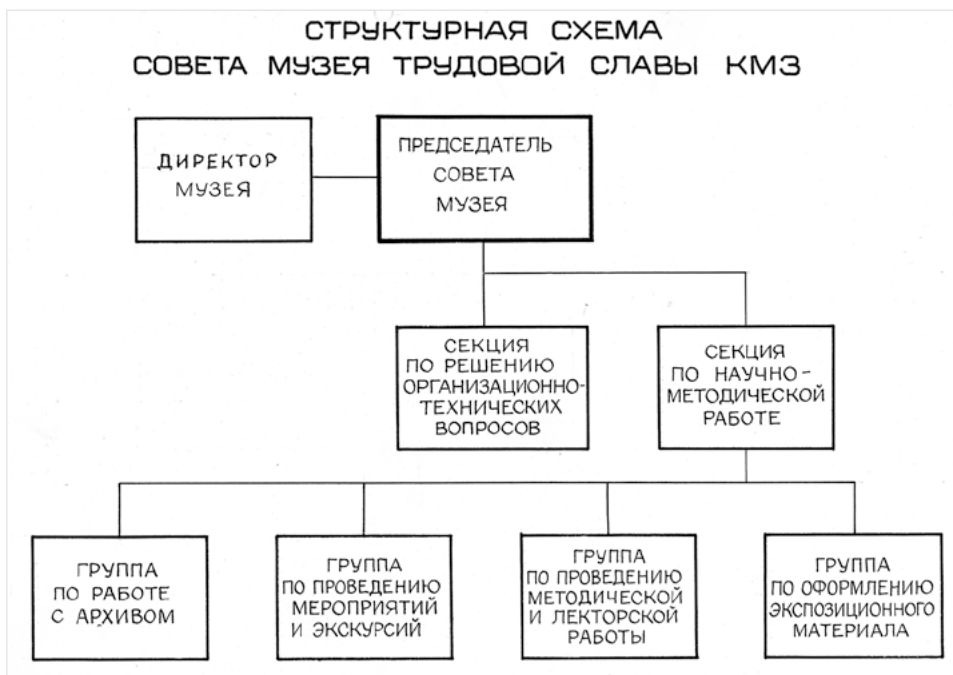 СТРУКТУРНАЯ СХЕМА
СОВЕТА МУЗЕЯ ТРУДОВОЙ СЛАВЫ КМЗ
ДИРЕКТОР
МУЗЕЯ
ПРЕДСЕДАТЕЛЬ
СОВЕТА
МУЗЕЯ
СЕКЦИЯ
ПО РЕШЕНИЮ
ОРГАНИЗАЦИОННО-
ТЕХНИЧЕСКИХ
ВОПРОСОВ
СЕКЦИЯ
ПО НАУЧНО-
МЕТОДИЧЕСКОЙ
РАБОТЕ
ГРУППА
ПО РАБОТЕ
С АРХИВОМ
ГРУППА
ПО ПРОВЕДЕНИЮ
МЕРОПРИЯТИЙ
И ЭКСКУРСИЙ
ГРУППА
ПО ПРОВЕДЕНИЮ
МЕТОДИЧЕСКОЙ
И ЛЕКТОРСКОЙ
РАБОТЫ
ГРУППА
ПО ОФОРМЛЕНИЮ
ЭКСПОЗИЦИОННОГО
МАТЕРИАЛА